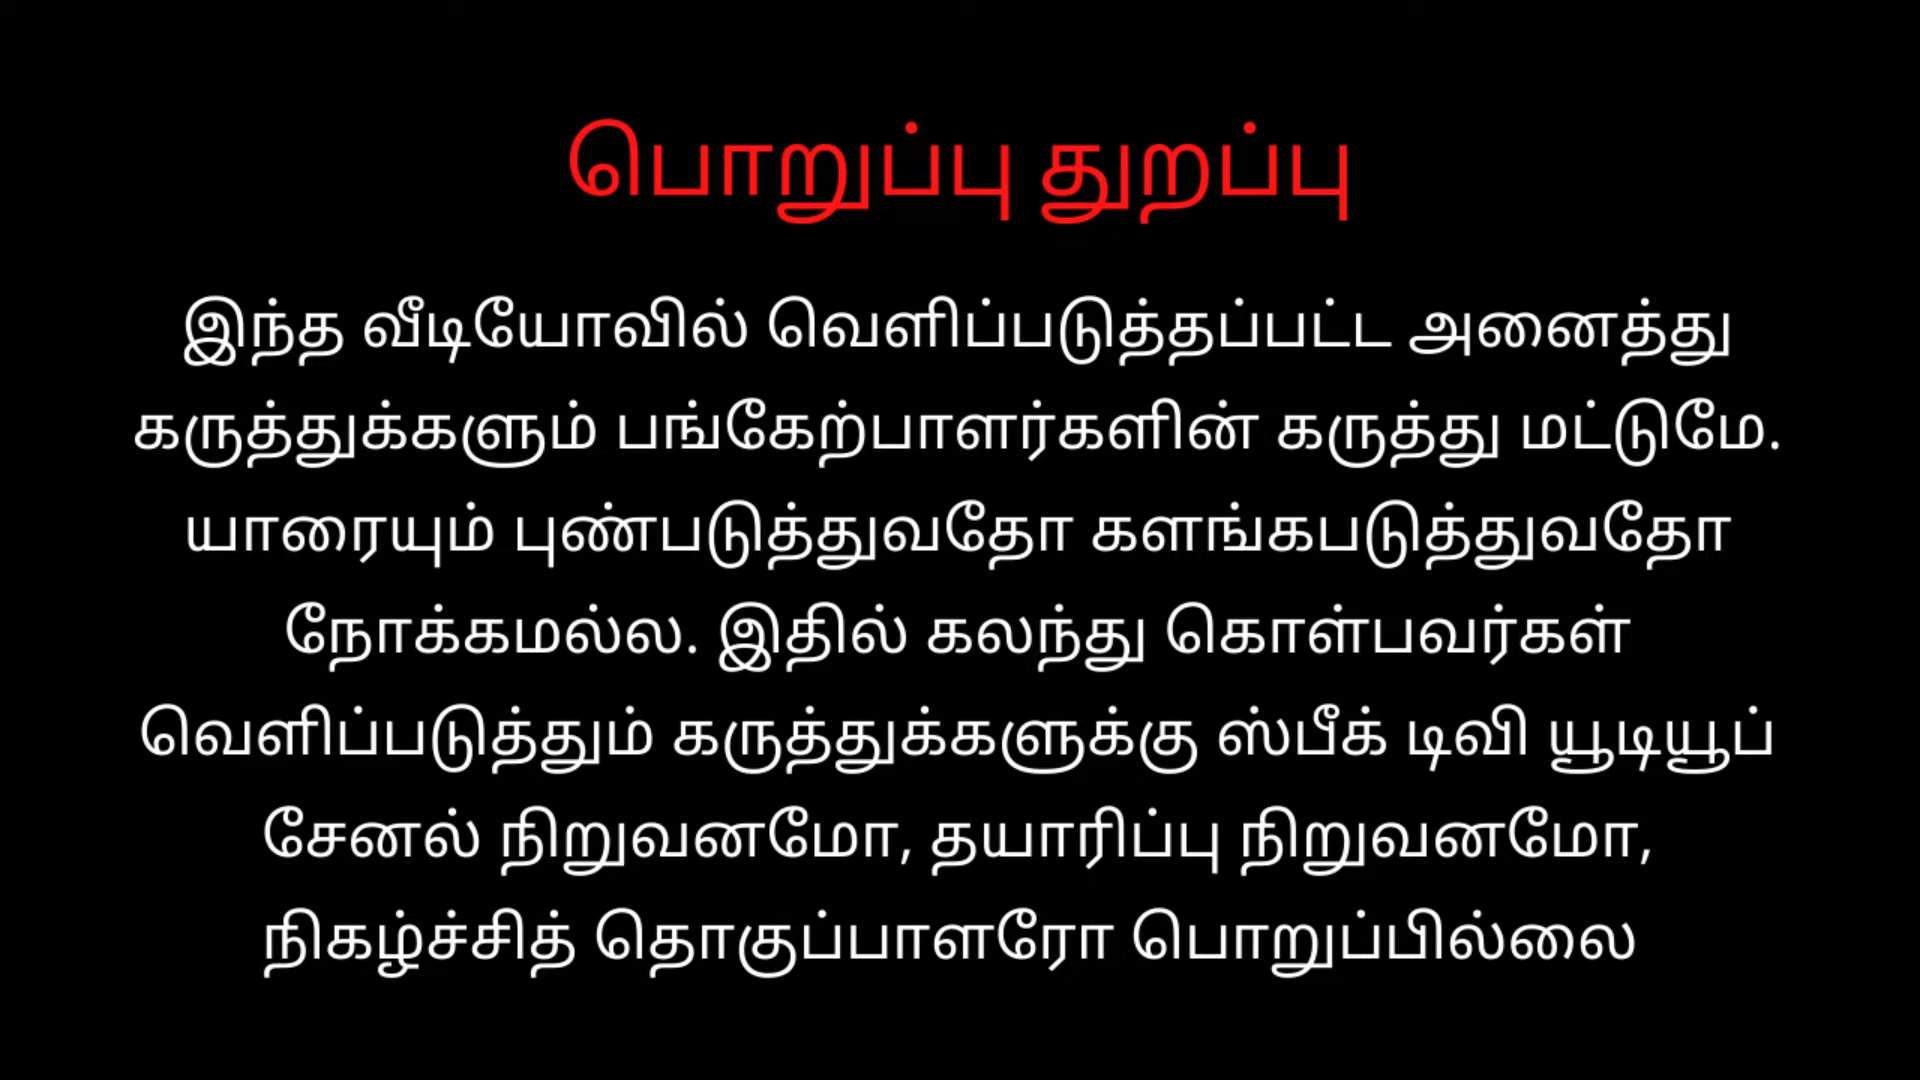 பொறுப்பு துறப்பு
இந்த வீடியோவில் வெளிப்படுத்தப்பட்ட அனைத்து
கருத்துக்களும் பங்கேற்பாளர்களின் கருத்து மட்டுமே.
யாரையும் புண்படுத்துவதோ களங்கபடுத்துவதோ
நோக்கமல்ல. இதில் கலந்து கொள்பவர்கள்
வெளிப்படுத்தும் கருத்துக்களுக்கு ஸ்பீக் டிவி யூடியூப்
சேனல் நிறுவனமோ, தயாரிப்பு நிறுவனமோ,
நிகழ்ச்சித் தொகுப்பாளரோ பொறுப்பில்லை